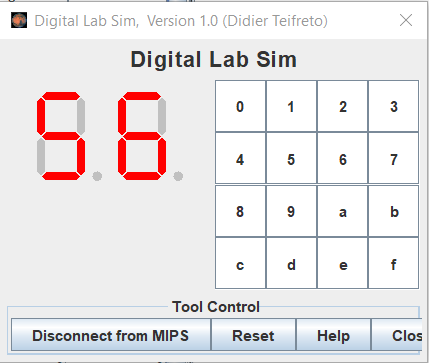 Digital Lab Sim, Version 1.0 (Didier Teifreto)
Digital Lab Sim
56
0 1 2 3
4 5 6 7
8 9 a b
c d e f
Tool Control
Disconnect from MIPS Reset Help Clos